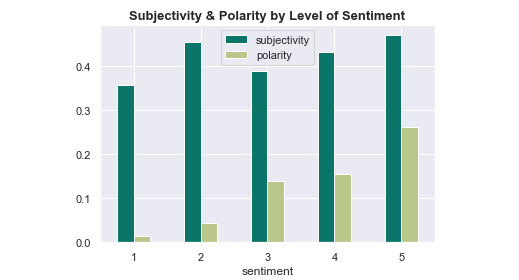 Subjectivity & Polarity by Level of Sentiment
subjectivity
polarity
0.4
0.3
0.2
0.1
0.0
1 2 3 4 5
sentiment